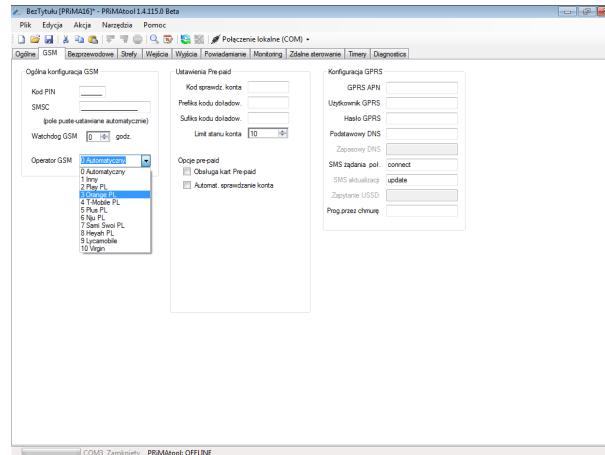 BezTytułu [PRiMA16]* - PRiMAtool 1.4.115.0 Beta
Plik Edycja Akcja Narzędzia Pomoc
Połączenie lokalne (COM)
Ogólne GSM Bezprzewodowe Strefy Wejścia Wyjścia Powiadamianie Monitoring Zdalne sterowanie Timery Diagnostics
Ogólna konfiguracja GSM
Kod PIN
SMSC
(pole puste-ustawiane automatycznie)
Watchdog GSM 0 godz.
Operator GSM 0 Automatyczny
0 Automatyczny
1 Inny
2 Play PL
3 Orange PL
4 T-Mobile PL
5 Plus PL
6 Nju PL
7 Sami Swoi PL
8 Heyah PL
9 Lycamobile
10 Virgin
Ustawienia Pre-paid
Kod sprawdz. konta
Prefiks kodu doładow.
Sufiks kodu doładow.
Limit stanu konta 10
Opcje pre-paid
Obsługa kart Pre-paid
Automat. sprawdzanie konta
Konfiguracja GPRS
GPRS APN
Użytkownik GPRS
Hasło GPRS
Podstawowy DNS
Zapasowy DNS
SMS żądania poł. connect
SMS aktualizacji update
Zapytanie USSD
Prog.przez chmurę
COM3 Zamknięty PRiMAtool: OFFLINE